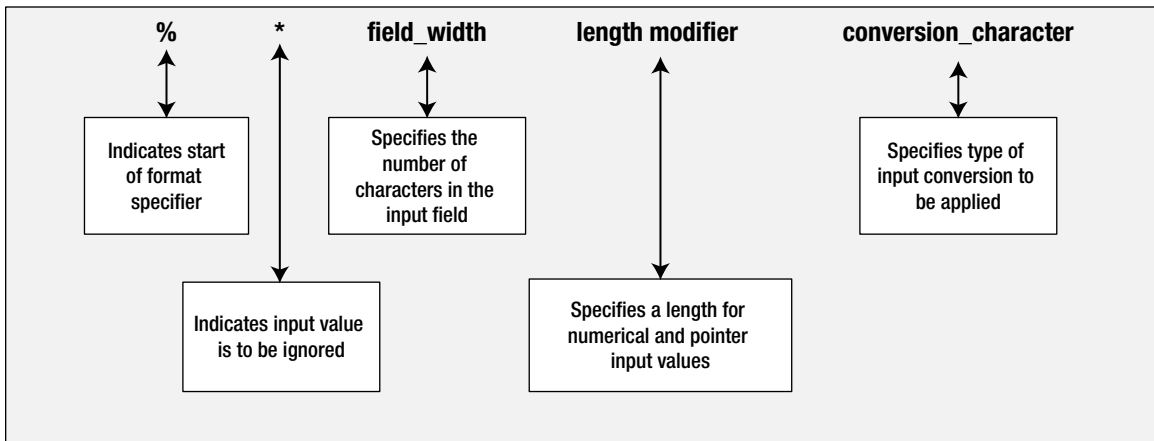 % * field_width length modifier conversion_character
Indicates start
of format
specifier
Specifies the
number of
characters in the
input field
Specifies type of
input conversion to
be applied
Indicates input value
is to be ignored
Specifies a length for
numerical and pointer
input values